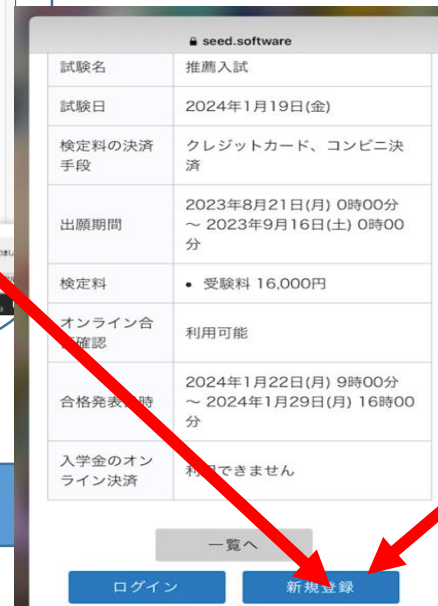 seed.software
試験名 推薦入試
試験日 2024年1月19日(金)
検定料の決済 クレジットカード、コンビニ決
手段 済
出願期間 2023年8月21日(月) 0時00分
~ 2023年9月16日(土) 0時00
分
検定料 • 受験料 16,000円
オンライン合
確認 利用可能
合格発表 時 2024年1月22日(月) 9時00分
~ 2024年1月29日(月) 16時00
分
入学金のオン
ライン決済 利用できません
一覧へ
ログイン 新規登録